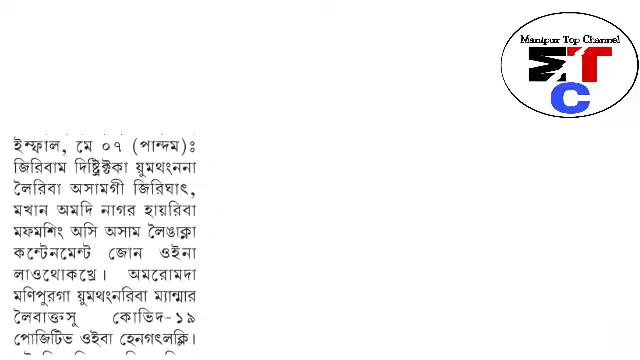 Manipur Top Channel
MTC
ইম্ফাল, মে ০৭ (পান্দম)ঃ
জিরিবাম দিষ্ট্রিক্টকা য়ুমথংননা
লৈরিবা অসামগী জিরিঘাৎ,
মখান অমদি নাগর হায়রিবা
মফমশিং অসি অসাম লৈঙাক্না
কন্টেনমেন্ট জোন ওইনা
লাওথোকখ্রে। অমরোমদা
মণিপুরগা য়ুমথংনরিবা ম্যান্মার
লৈবাক্তসু কোভিদ-১৯
পোজিটিভ ওইবা হেনগৎলক্লি।